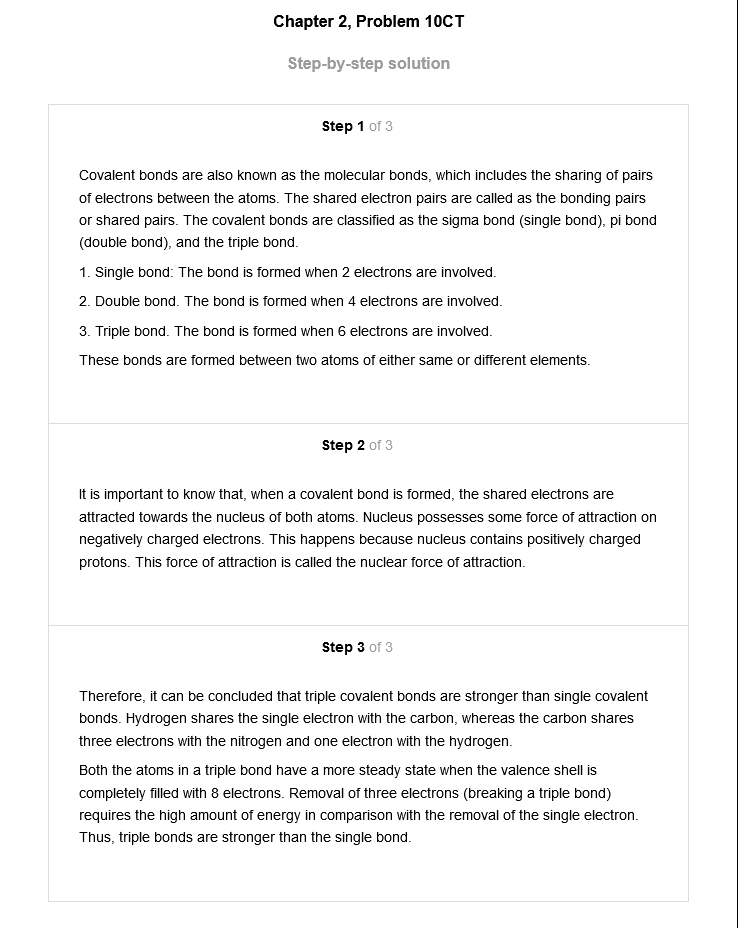 Chapter 2, Problem 10CT
Step-by-step solution
Step 1 of 3
Covalent bonds are also known as the molecular bonds, which includes the sharing of pairs
of electrons between the atoms. The shared electron pairs are called as the bonding pairs
or shared pairs. The covalent bonds are classified as the sigma bond (single bond), pi bond
(double bond), and the triple bond.
1. Single bond: The bond is formed when 2 electrons are involved.
2. Double bond. The bond is formed when 4 electrons are involved.
3. Triple bond. The bond is formed when 6 electrons are involved.
These bonds are formed between two atoms of either same or different elements.
Step 2 of 3
It is important to know that, when a covalent bond is formed, the shared electrons are
attracted towards the nucleus of both atoms. Nucleus possesses some force of attraction on
negatively charged electrons. This happens because nucleus contains positively charged
protons. This force of attraction is called the nuclear force of attraction.
Step 3 of 3
Therefore, it can be concluded that triple covalent bonds are stronger than single covalent
bonds. Hydrogen shares the single electron with the carbon, whereas the carbon shares
three electrons with the nitrogen and one electron with the hydrogen.
Both the atoms in a triple bond have a more steady state when the valence shell is
completely filled with 8 electrons. Removal of three electrons (breaking a triple bond)
requires the high amount of energy in comparison with the removal of the single electron.
Thus, triple bonds are stronger than the single bond.